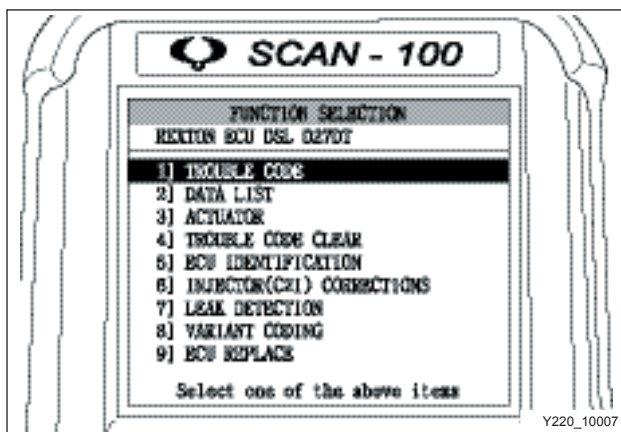 SCAN - 100
FUNCTION SELECTION
REXTON ECU DSL D27DT
1] TROUBLE CODE
2] DATA LIST
3] ACTUATOR
4] TROUBLE CODE CLEAR
5] ECU IDENTIFICATION
6] INJECTOR(C2I) CORRECTIONS
7] LEAK DETECTION
8] VARIANT CODING
9] ECU REPLACE
Select one of the above items
Y220_10007